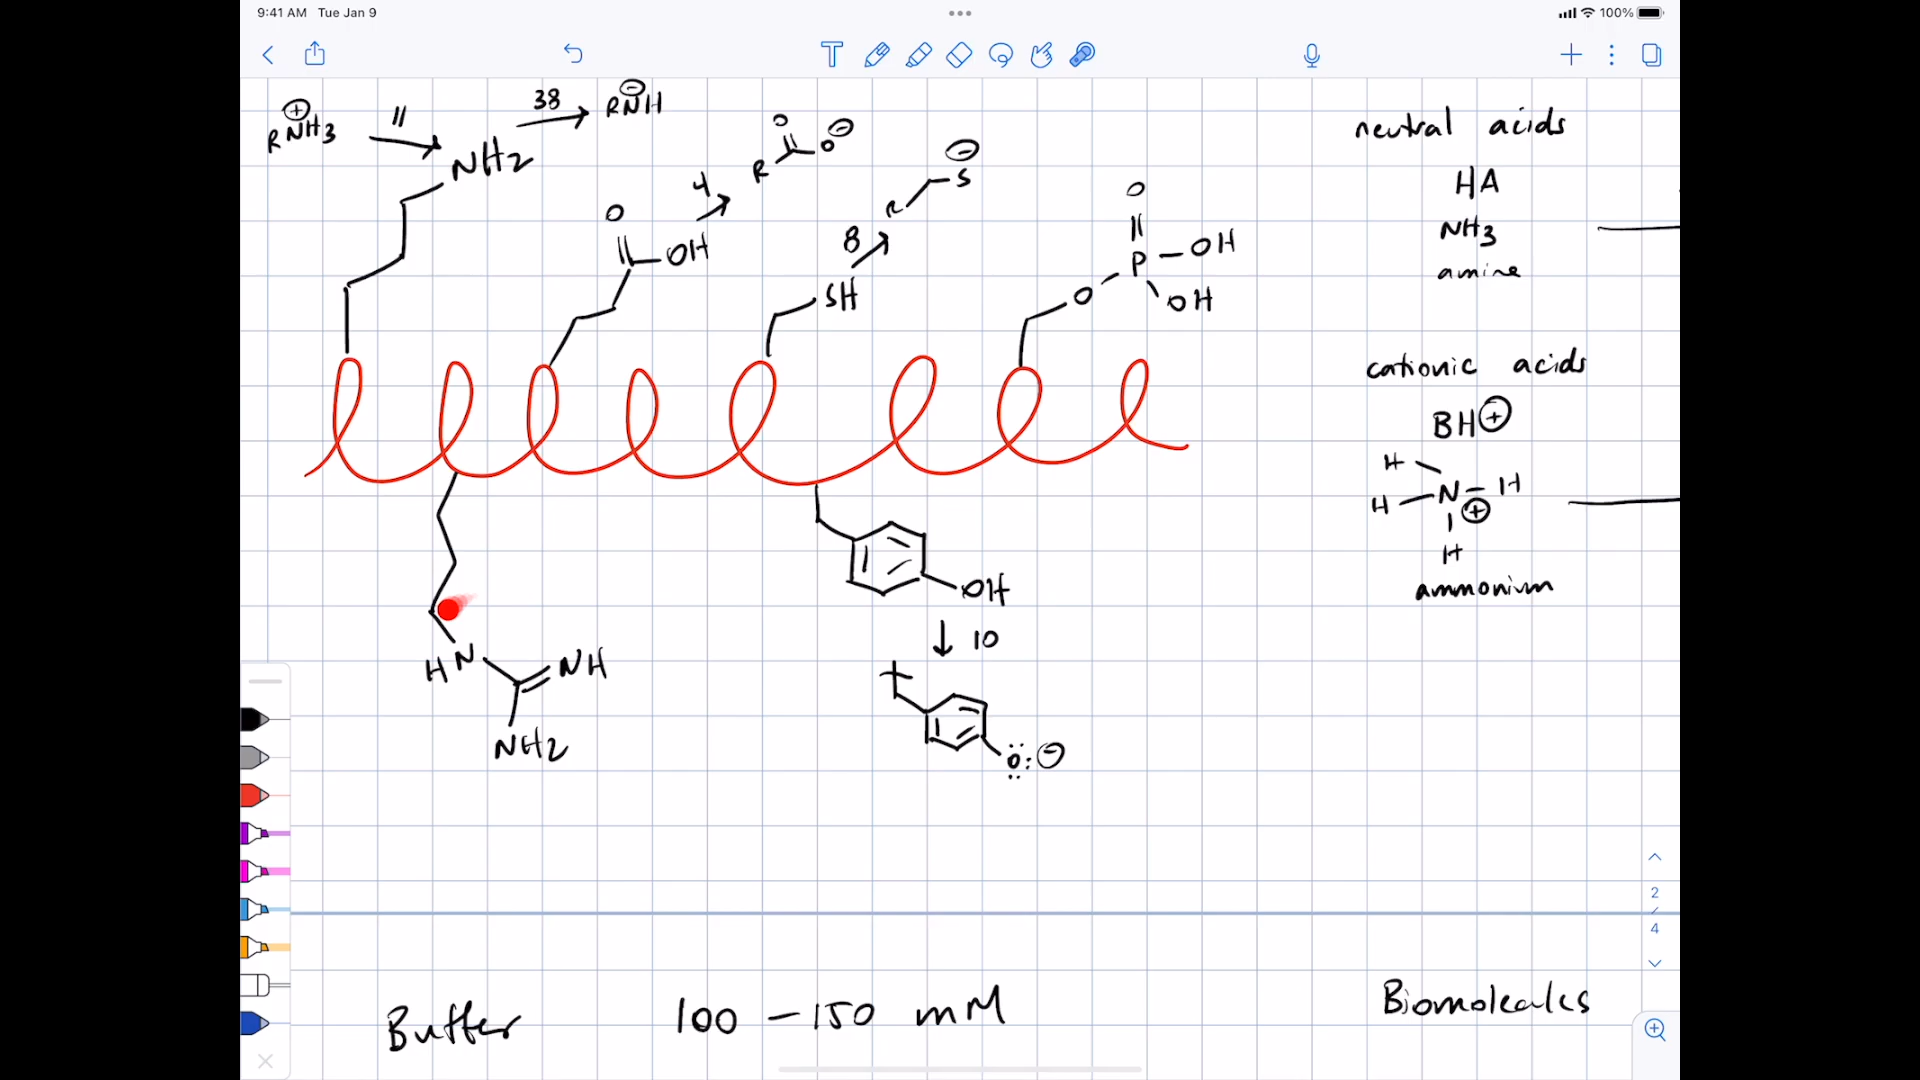 9:41 AM Tue Jan 9
100%
RNH3 ⊕
11
NH2
38
RNH ⊖
O
OH
4
R
O
O ⊖
SH
8
R
S ⊖
O
P
OH
OH
O
HN
NH
NH2
OH
10
O ⊖
neutral acids
HA
NH3
amine
cationic acids
BH⊕
H
H
N
H
⊕
H
ammonium
2
4
Buffer
100 - 150 mM
Biomolecules